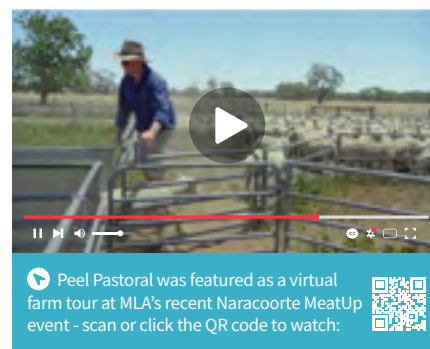 Peel Pastoral was featured as a virtual
farm tour at MLA's recent Naracoorte MeatUp
event - scan or click the QR code to watch: